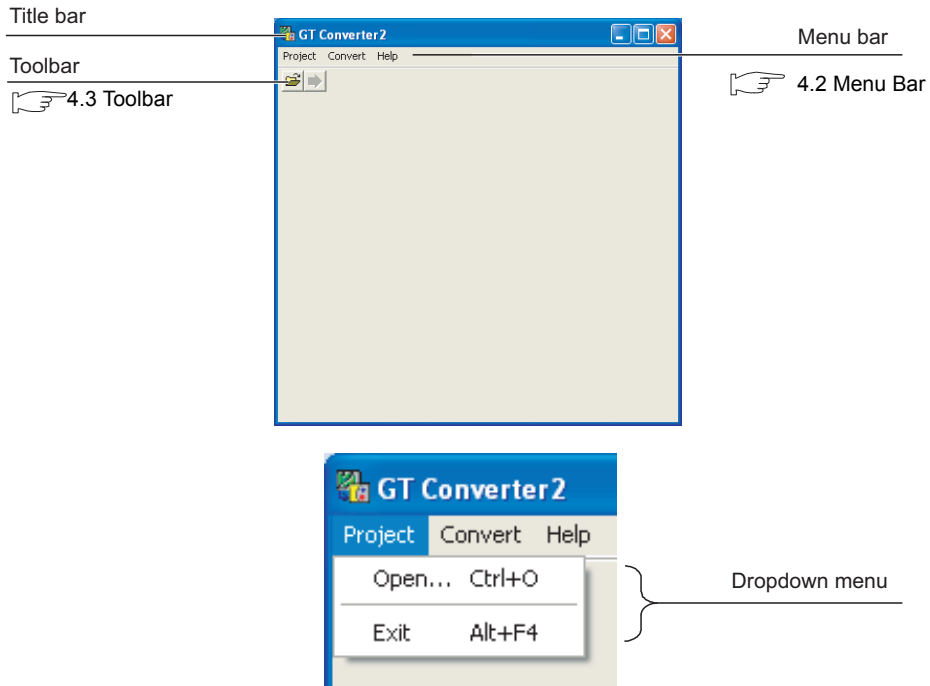 Title bar
GT Converter2
Menu bar
Project Convert Help
Toolbar
4.3 Toolbar
4.2 Menu Bar
GT Converter2
Project Convert Help
Open... Ctrl+O
Exit Alt+F4
Dropdown menu